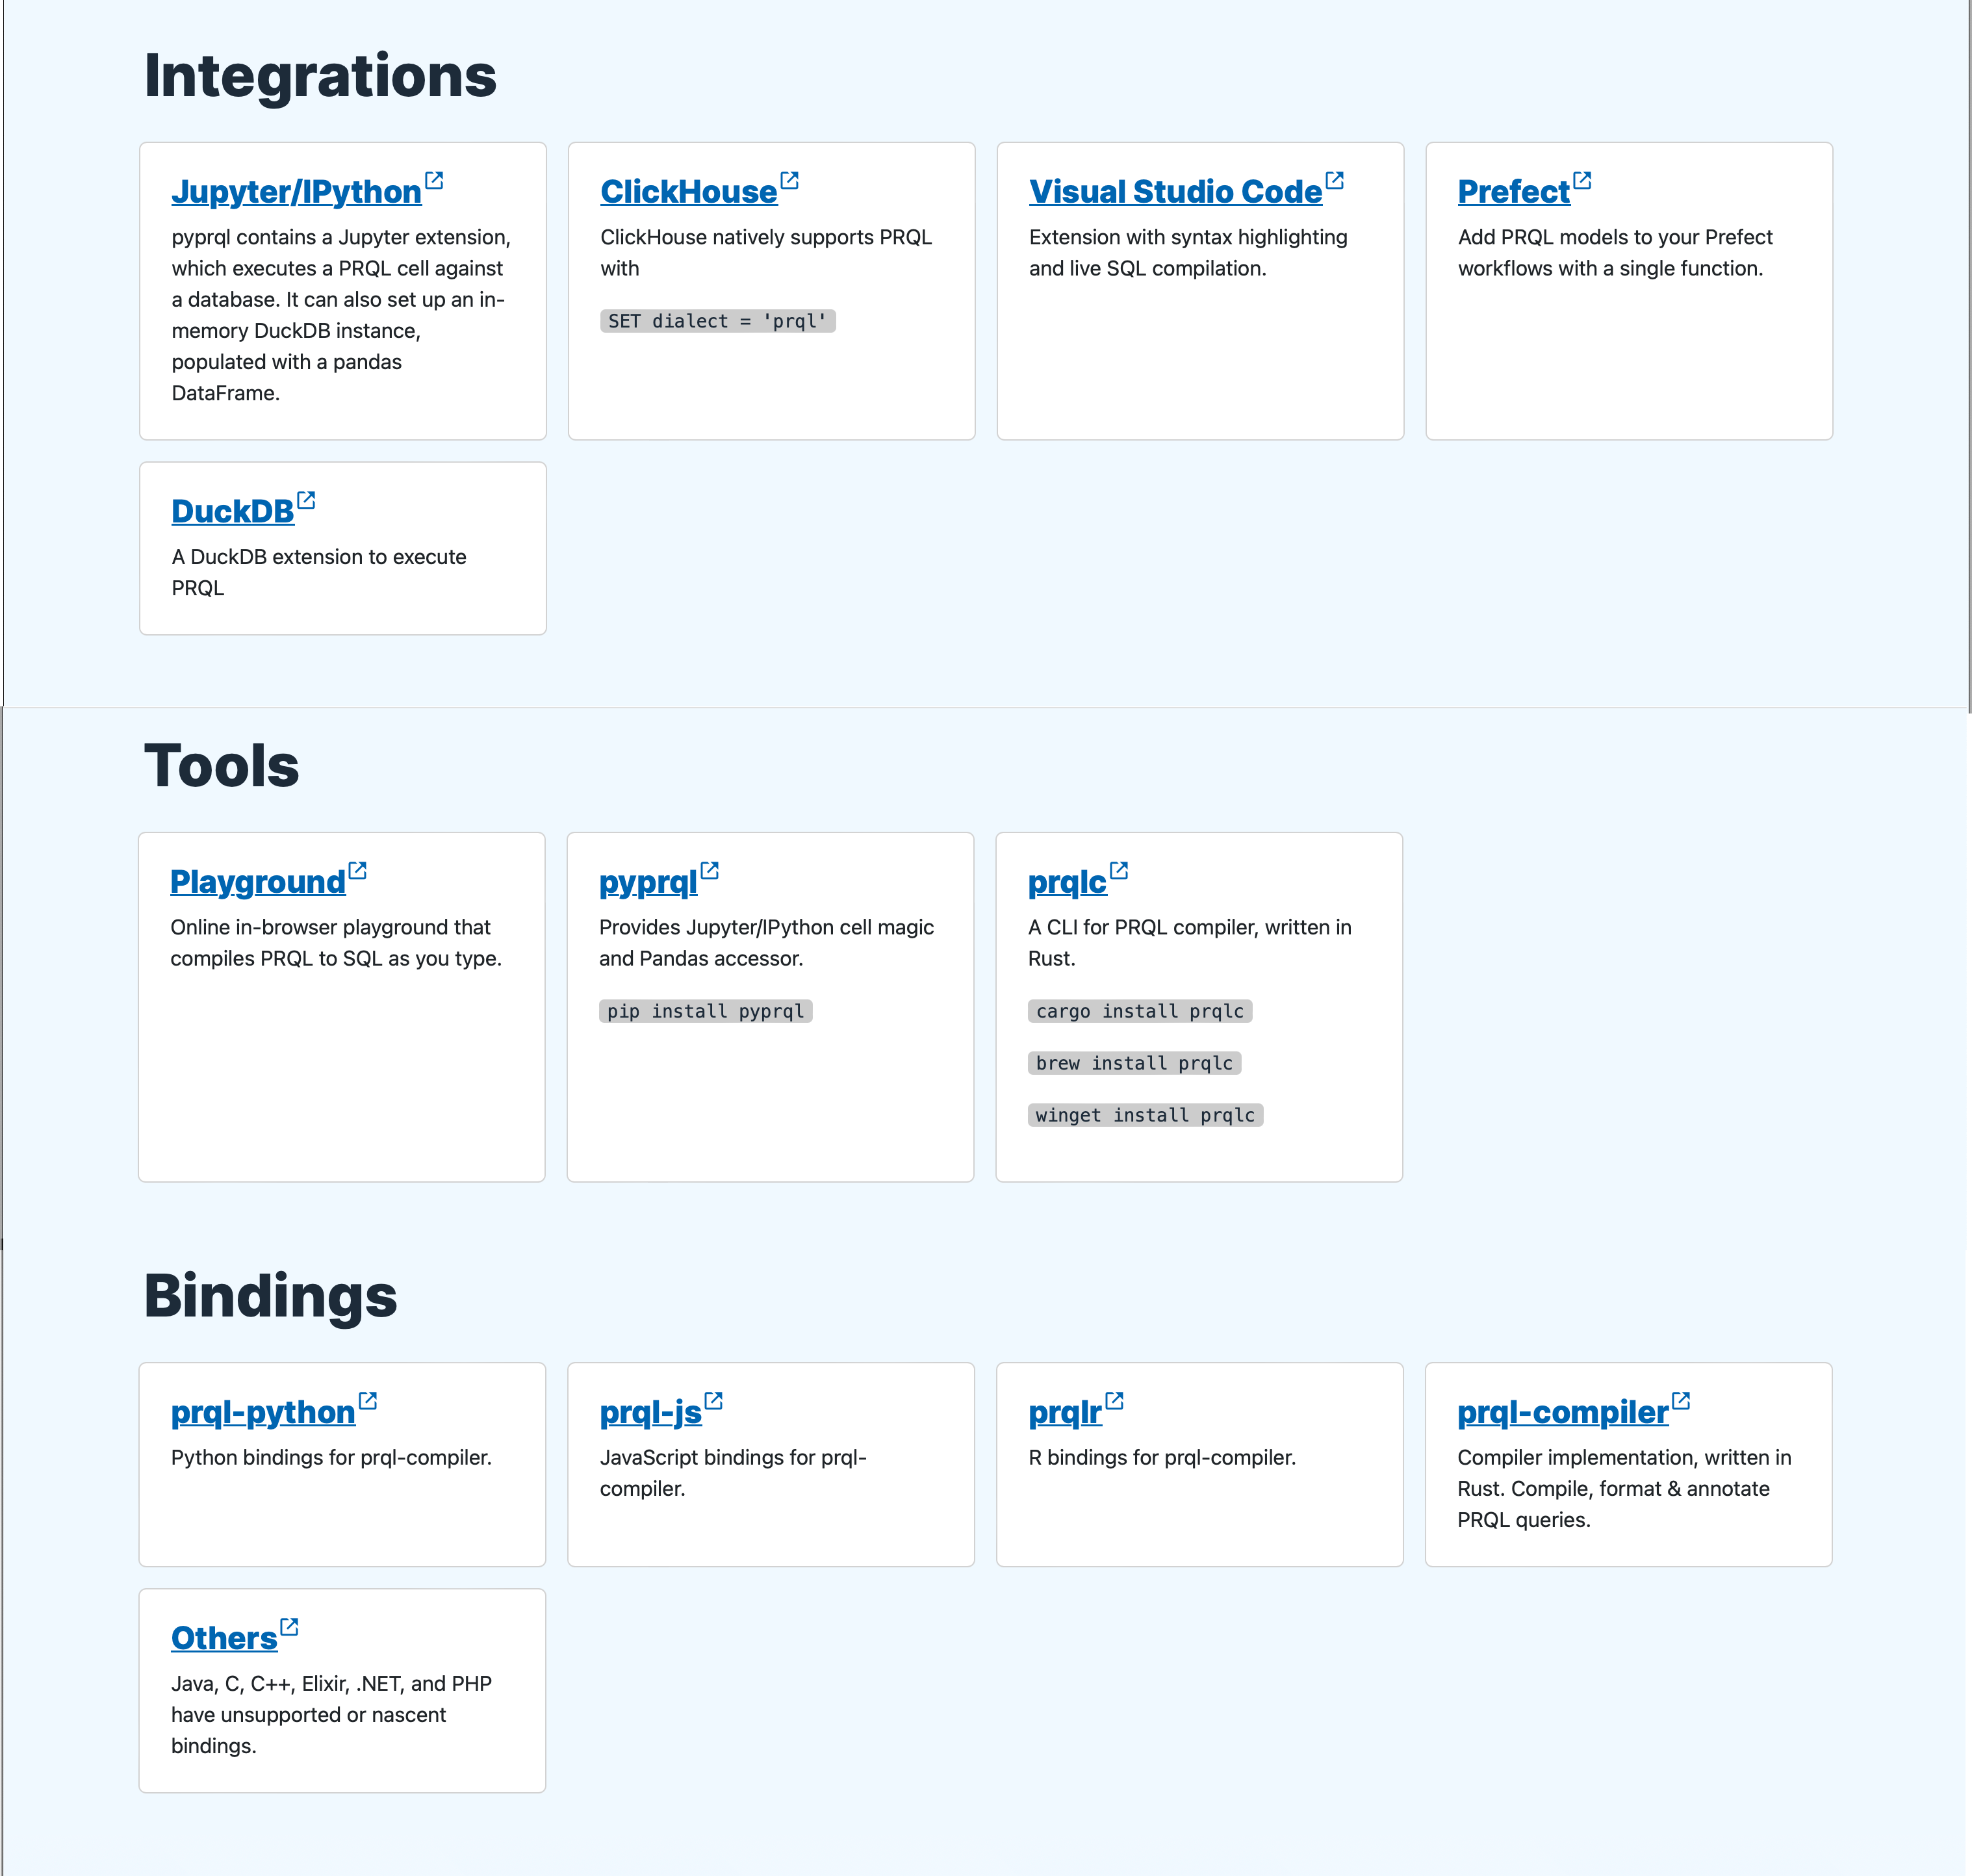 Integrations
Jupyter/IPython
pyprql contains a Jupyter extension,
which executes a PRQL cell against
a database. It can also set up an in-
memory DuckDB instance,
populated with a pandas
DataFrame.
ClickHouse
ClickHouse natively supports PRQL
with
SET dialect = 'prql'
Visual Studio Code
Extension with syntax highlighting
and live SQL compilation.
Prefect
Add PRQL models to your Prefect
workflows with a single function.
DuckDB
A DuckDB extension to execute
PRQL
Tools
Playground
Online in-browser playground that
compiles PRQL to SQL as you type.
pyprql
Provides Jupyter/IPython cell magic
and Pandas accessor.
pip install pyprql
prqlc
A CLI for PRQL compiler, written in
Rust.
cargo install prqlc
brew install prqlc
winget install prqlc
Bindings
prql-python
Python bindings for prql-compiler.
prql-js
JavaScript bindings for prql-
compiler.
prqlr
R bindings for prql-compiler.
prql-compiler
Compiler implementation, written in
Rust. Compile, format & annotate
PRQL queries.
Others
Java, C, C++, Elixir, .NET, and PHP
have unsupported or nascent
bindings.